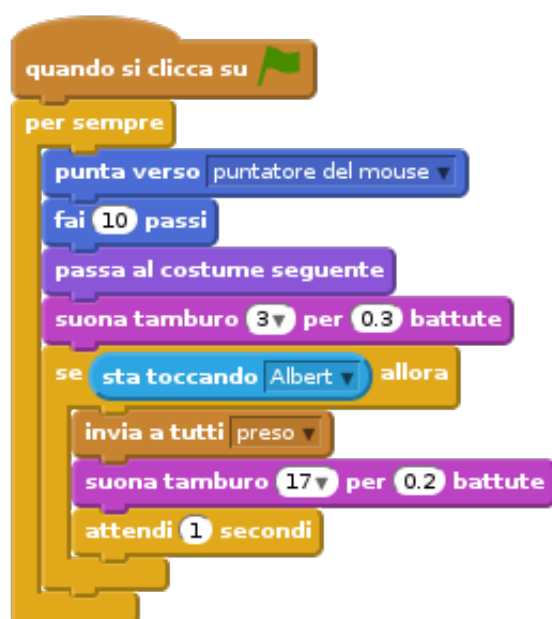 quando si clicca su
per sempre
punta verso puntatore del mouse
fai 10 passi
passa al costume seguente
suona tamburo 3 per 0.3 battute
se sta toccando Albert allora
invia a tutti preso
suona tamburo 17 per 0.2 battute
attendi 1 secondi